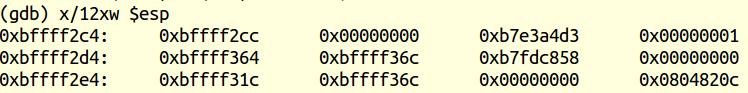 (gdb) x/12xw $esp
0xbffff2c4: 0xbffff2cc 0x00000000 0xb7e3a4d3 0x00000001
0xbffff2d4: 0xbffff364 0xbffff36c 0xb7fdc858 0x00000000
0xbffff2e4: 0xbffff31c 0xbffff36c 0x00000000 0x0804820c